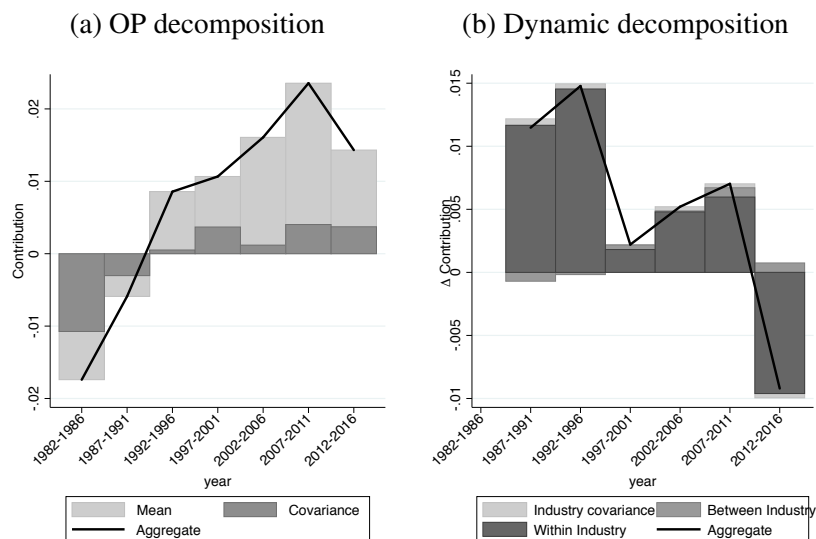 (a) OP decomposition
Contribution
.02
.01
0
-.01
-.02
1982-1986
1987-1991
1992-1996
1997-2001
2002-2006
2007-2011
2012-2016
year
Mean Covariance
Aggregate
(b) Dynamic decomposition
Δ Contribution
.015
.01
.005
0
-.005
-.01
1982-1986
1987-1991
1992-1996
1997-2001
2002-2006
2007-2011
2012-2016
year
Industry covariance Between Industry
Within Industry Aggregate